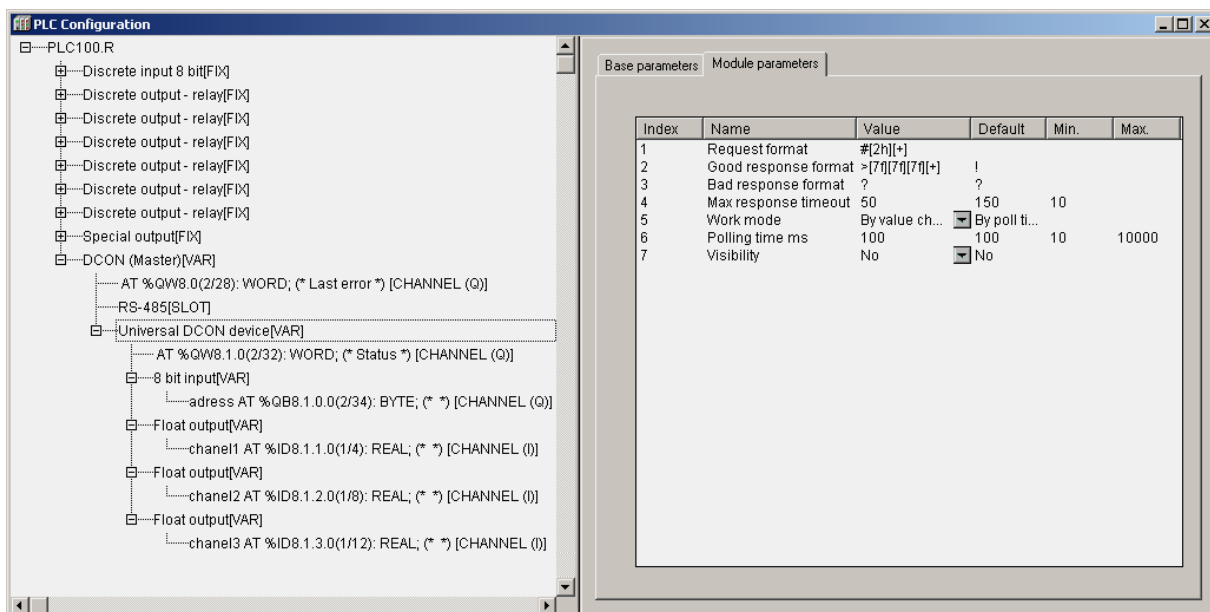 PLC Configuration
PLC100.R
Discrete input 8 bit[FIX]
Discrete output - relay[FIX]
Discrete output - relay[FIX]
Discrete output - relay[FIX]
Discrete output - relay[FIX]
Discrete output - relay[FIX]
Discrete output - relay[FIX]
Special output[FIX]
DCON (Master)[VAR]
AT %QW8.0(2/28): WORD; (* Last error *) [CHANNEL (Q)]
RS-485[SLOT]
Universal DCON device[VAR]
AT %QW8.1.0(2/32): WORD; (* Status *) [CHANNEL (Q)]
8 bit input[VAR]
adress AT %QB8.1.0.0(2/34): BYTE; (* *) [CHANNEL (Q)]
Float output[VAR]
chanel1 AT %ID8.1.1.0(1/4): REAL; (* *) [CHANNEL (I)]
Float output[VAR]
chanel2 AT %ID8.1.2.0(1/8): REAL; (* *) [CHANNEL (I)]
Float output[VAR]
chanel3 AT %ID8.1.3.0(1/12): REAL; (* *) [CHANNEL (I)]
Base parameters Module parameters
Index Name Value Default Min. Max.
1 Request format #[2h][+]
2 Good response format >[7f][7f][7f][+] !
3 Bad response format ? ?
4 Max response timeout 50 150 10
5 Work mode By value ch... By poll ti...
6 Polling time ms 100 100 10 10000
7 Visibility No No